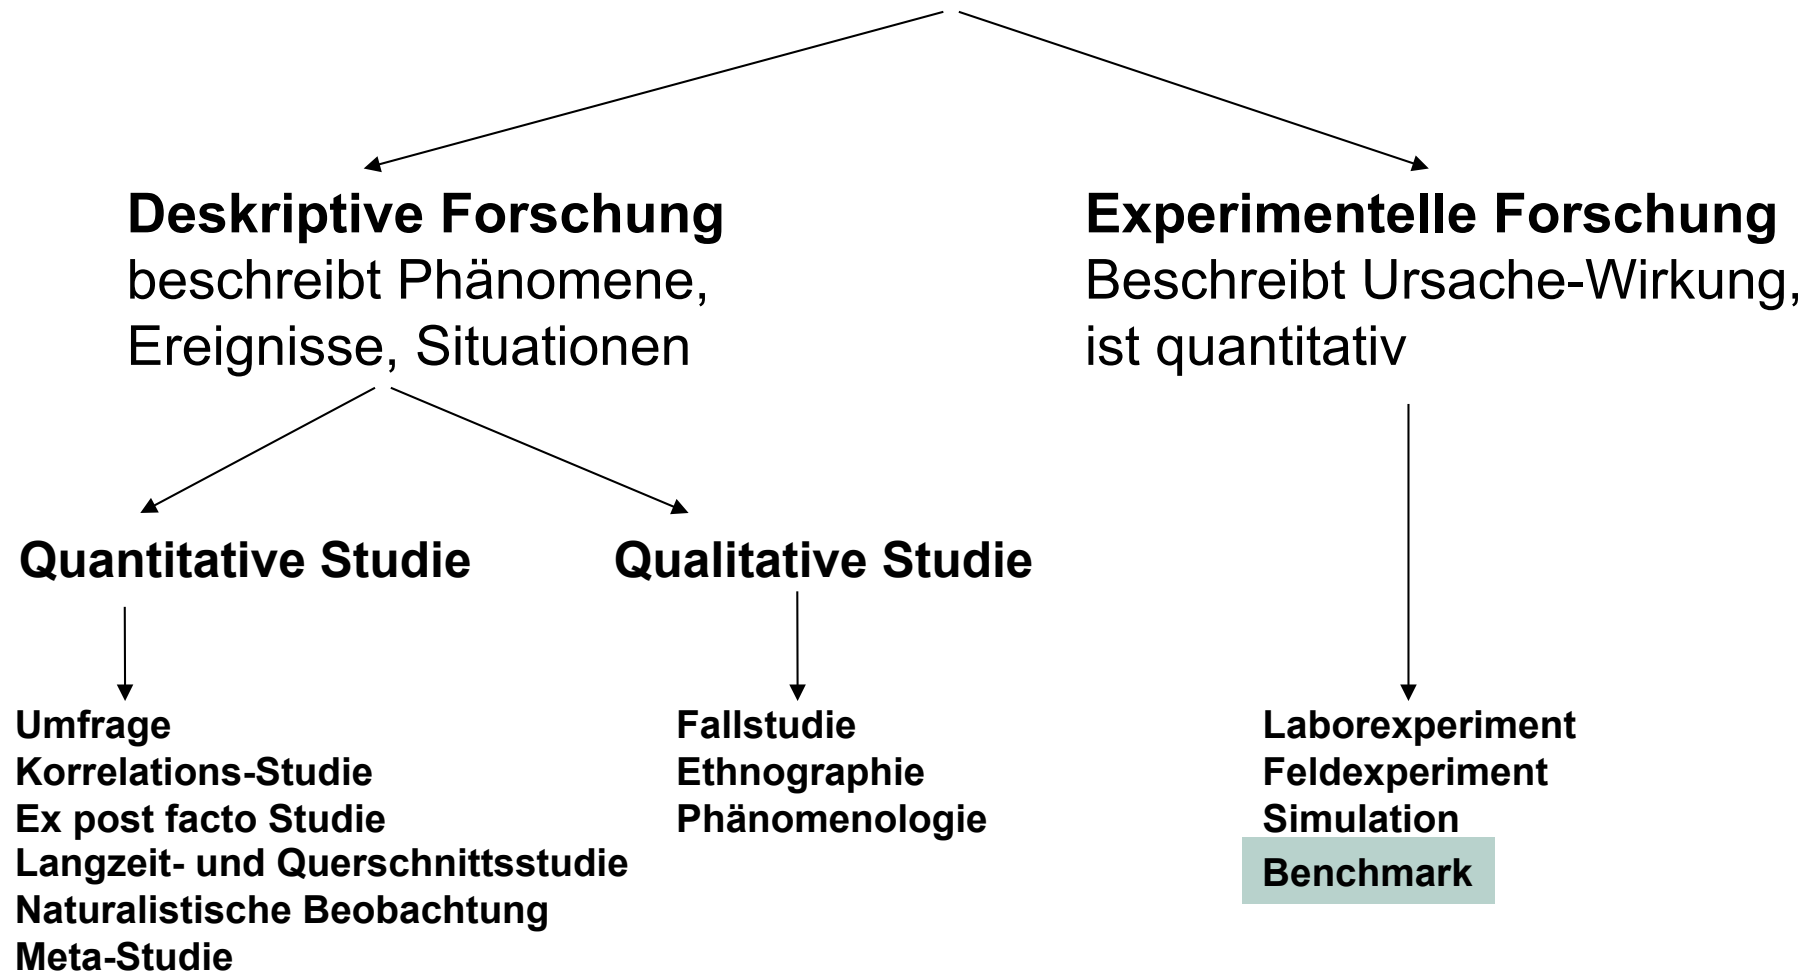 Deskriptive Forschung
beschreibt Phänomene,
Ereignisse, Situationen
Experimentelle Forschung
Beschreibt Ursache-Wirkung,
ist quantitativ
Quantitative Studie
Qualitative Studie
Umfrage
Korrelations-Studie
Ex post facto Studie
Langzeit- und Querschnittsstudie
Naturalistische Beobachtung
Meta-Studie
Fallstudie
Ethnographie
Phänomenologie
Laborexperiment
Feldexperiment
Simulation
Benchmark